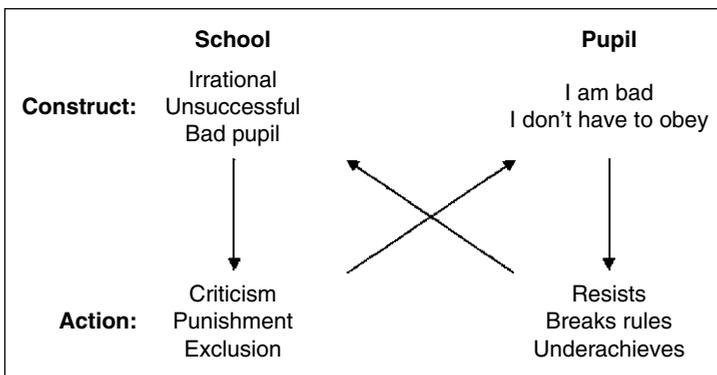 School Pupil
Irrational
Unsuccessful
Bad pupil
Construct:
I am bad
I don't have to obey
Criticism
Punishment
Exclusion
Action:
Resists
Breaks rules
Underachieves